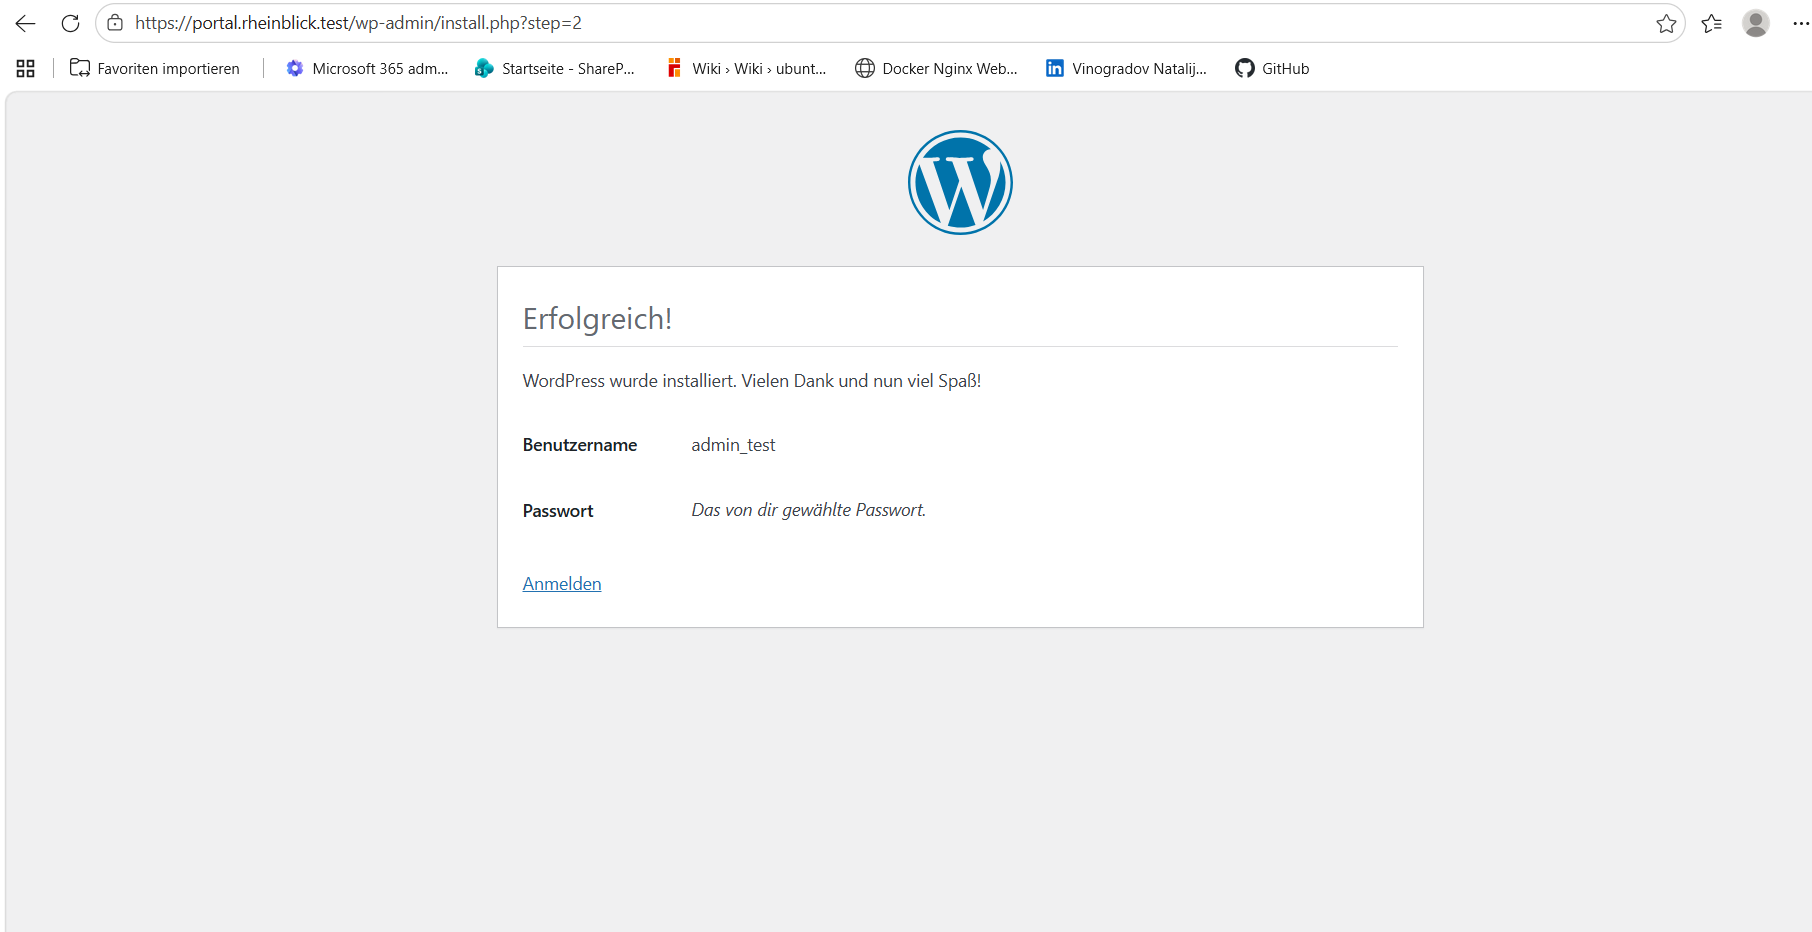 https://portal.rheinblick.test/wp-admin/install.php?step=2
Favoriten importieren Microsoft 365 adm... Startseite - ShareP... Wiki › Wiki › ubunt... Docker Nginx Web... Vinogradov Natalij... GitHub
Erfolgreich!
WordPress wurde installiert. Vielen Dank und nun viel Spaß!
Benutzername admin_test
Passwort Das von dir gewählte Passwort.
Anmelden